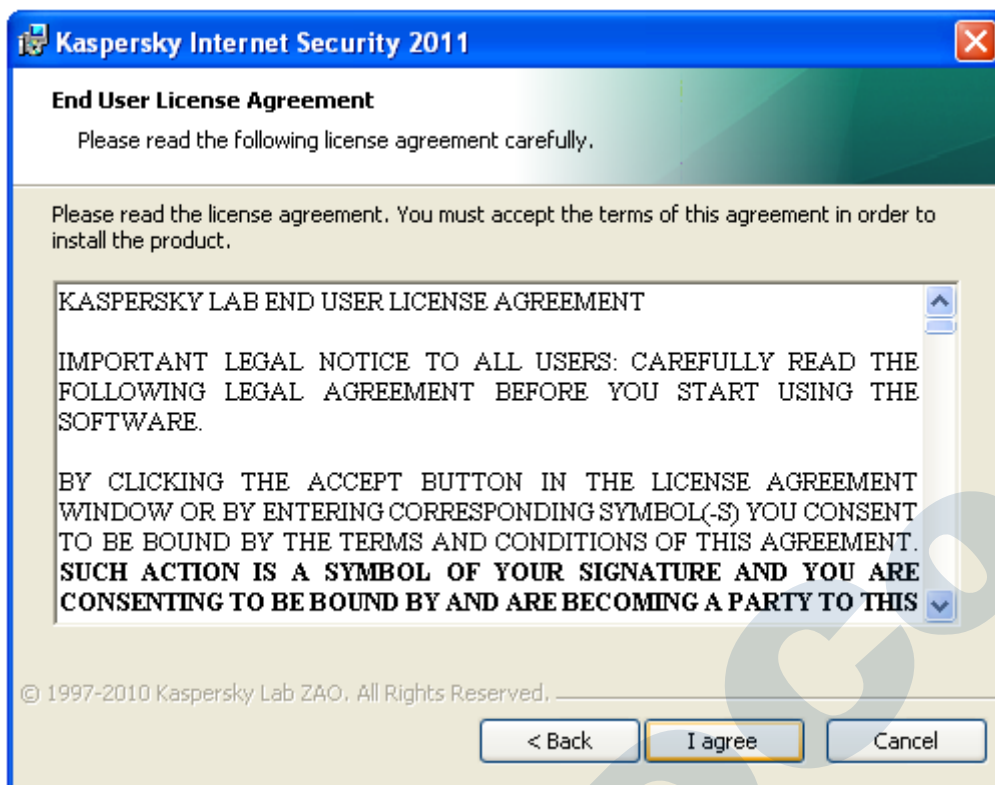 Kaspersky Internet Security 2011
End User License Agreement
Please read the following license agreement carefully.
Please read the license agreement. You must accept the terms of this agreement in order to
install the product.
KASPERSKY LAB END USER LICENSE AGREEMENT
IMPORTANT LEGAL NOTICE TO ALL USERS: CAREFULLY READ THE
FOLLOWING LEGAL AGREEMENT BEFORE YOU START USING THE
SOFTWARE.
BY CLICKING THE ACCEPT BUTTON IN THE LICENSE AGREEMENT
WINDOW OR BY ENTERING CORRESPONDING SYMBOL(-S) YOU CONSENT
TO BE BOUND BY THE TERMS AND CONDITIONS OF THIS AGREEMENT.
SUCH ACTION IS A SYMBOL OF YOUR SIGNATURE AND YOU ARE
CONSENTING TO BE BOUND BY AND ARE BECOMING A PARTY TO THIS
© 1997-2010 Kaspersky Lab ZAO. All Rights Reserved.
< Back I agree Cancel